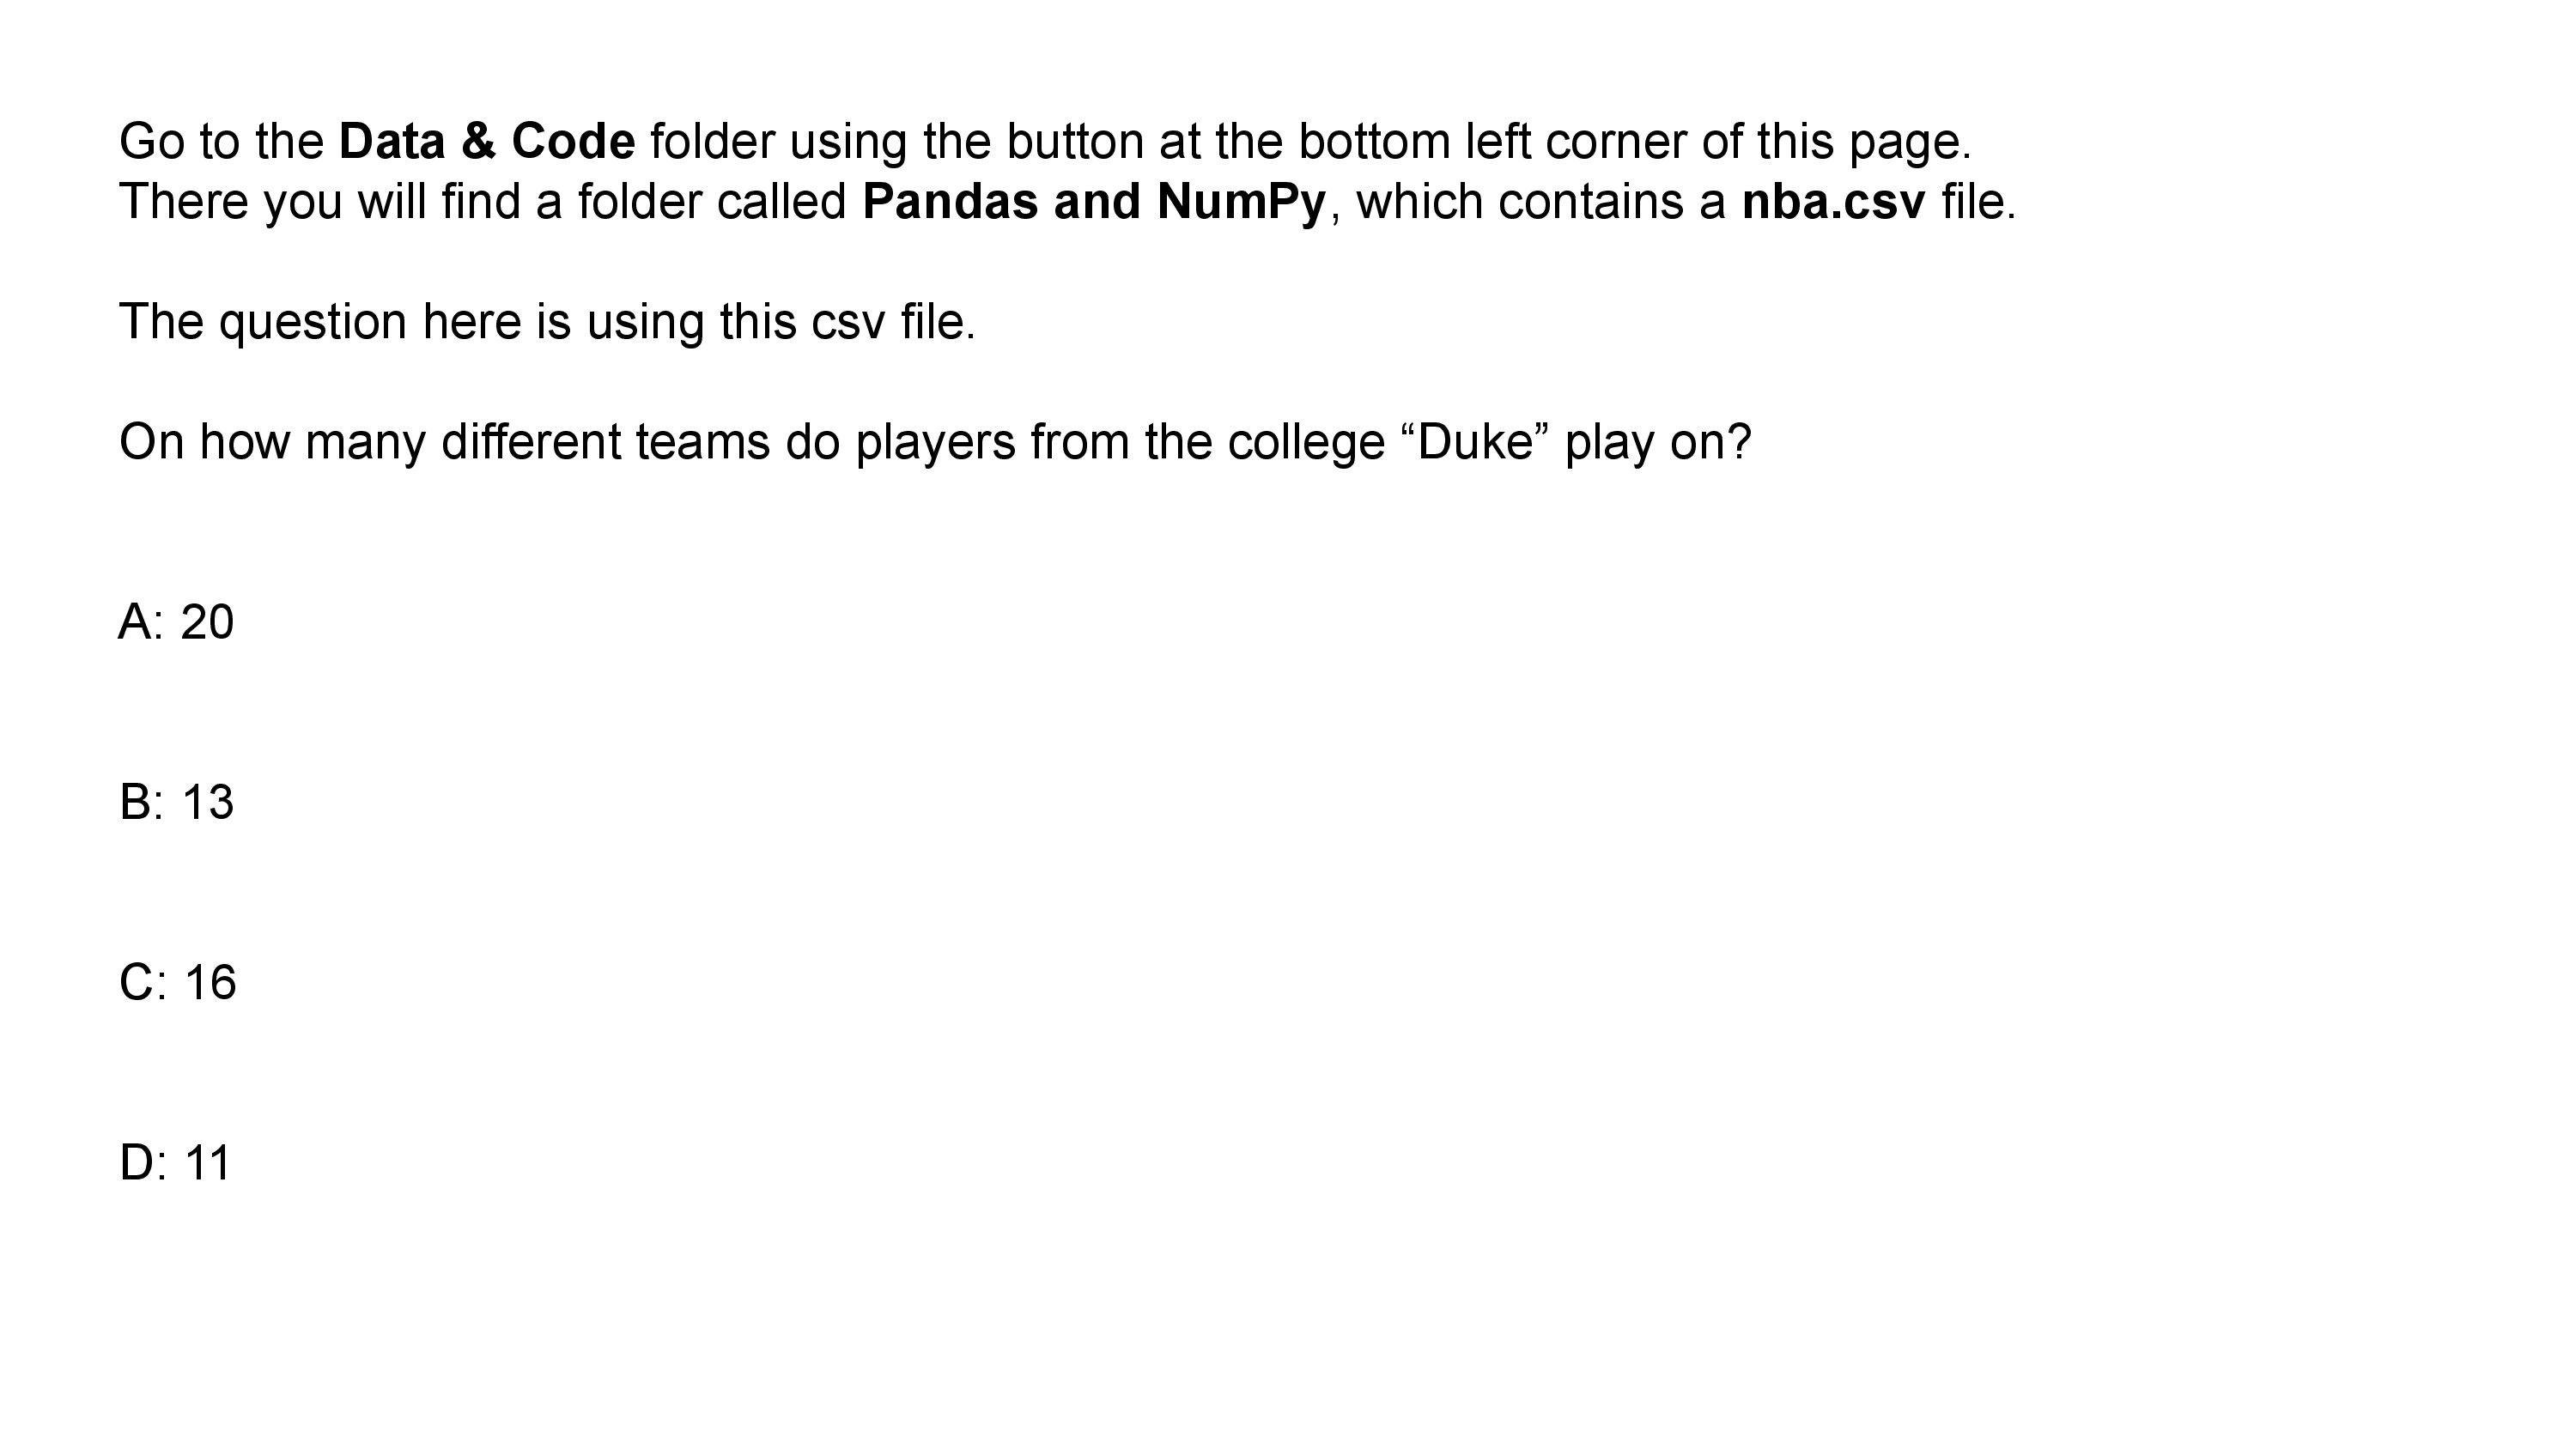 Go to the Data & Code folder using the button at the bottom left corner of this page.
There you will find a folder called Pandas and NumPy, which contains a nba.csv file.
The question here is using this csv file.
On how many different teams do players from the college “Duke” play on?
A: 20
B: 13
C: 16
D: 11